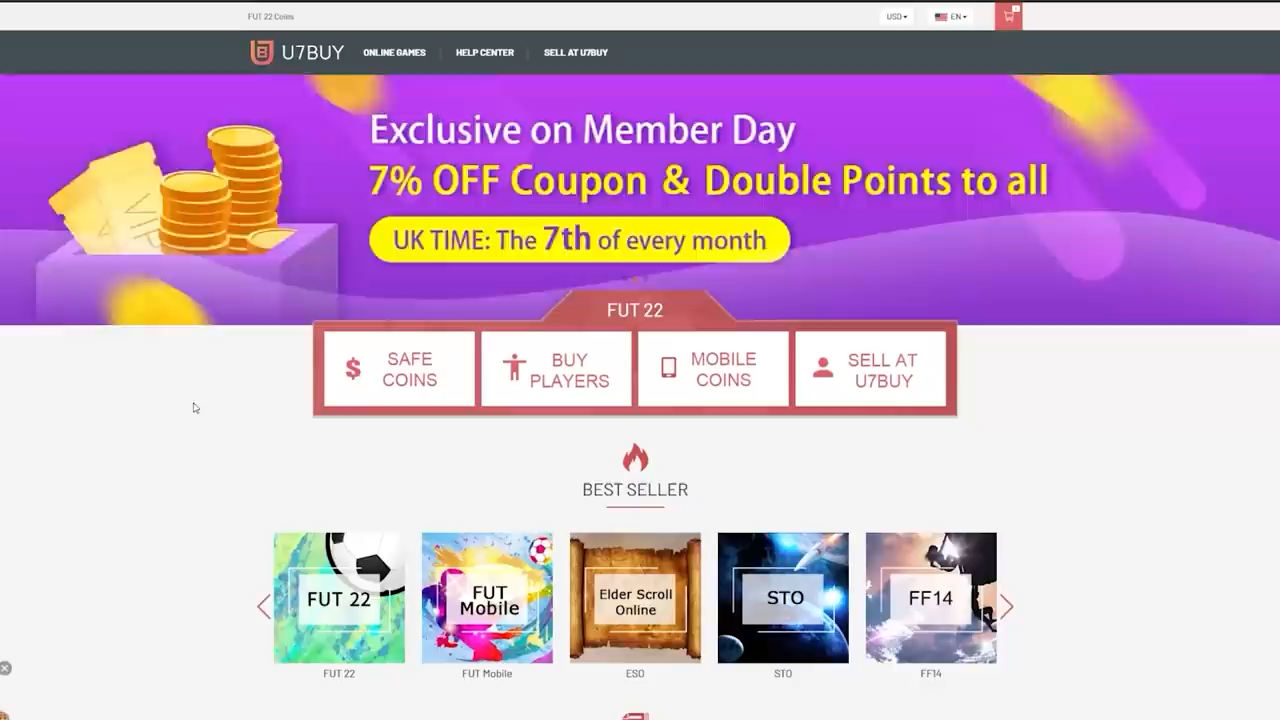 FUT 22 Coins
USD
EN
1
U7BUY
ONLINE GAMES
HELP CENTER
SELL AT U7BUY
Exclusive on Member Day
7% OFF Coupon & Double Points to all
UK TIME: The 7th of every month
FUT 22
SAFE
COINS
BUY
PLAYERS
MOBILE
COINS
SELL AT
U7BUY
BEST SELLER
FUT 22
FUT
Mobile
Elder Scroll
Online
STO
FF14
FUT 22
FUT Mobile
ESO
STO
FF14